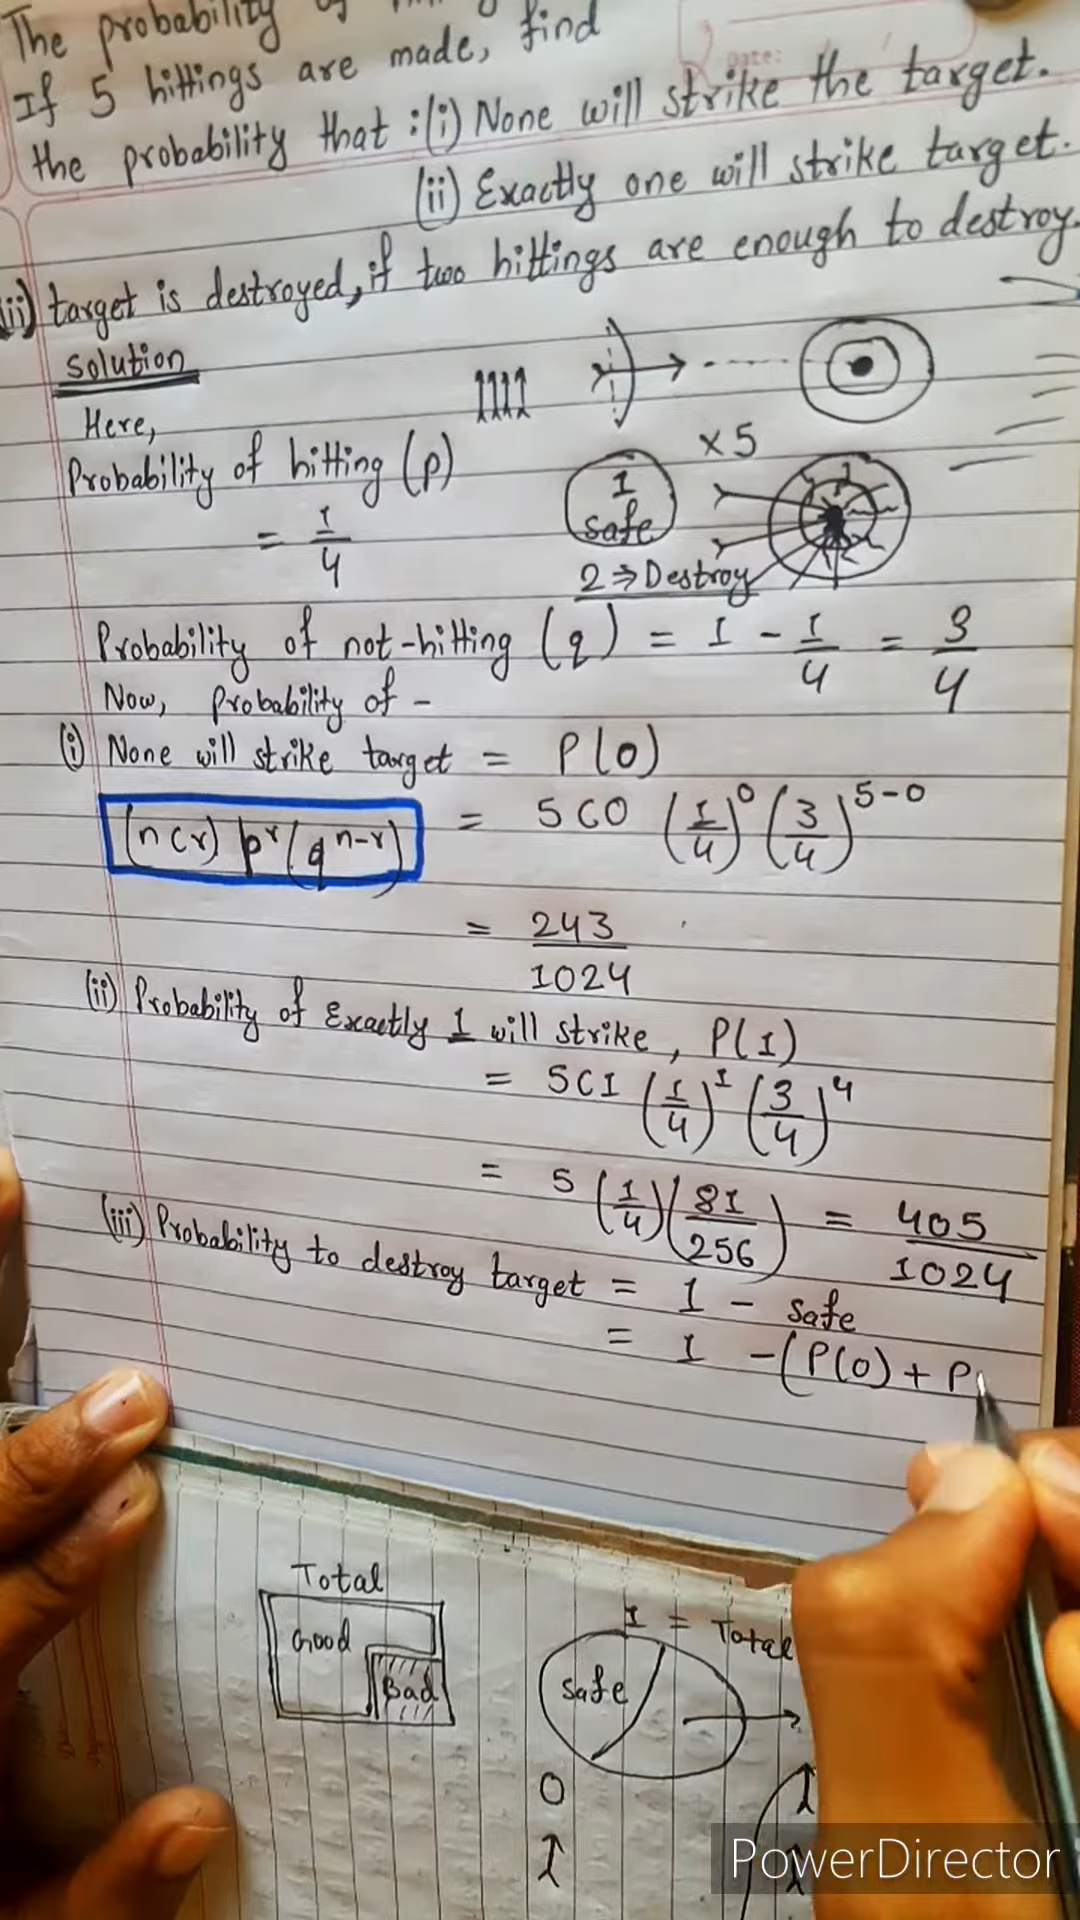 The probability of
If 5 hittings are made, find
Date:
the probability that :(i) None will strike the target.
(ii) Exactly one will strike target.
ii) target is destroyed, if two hittings are enough to destroy.
Solution
Here,
Probability of hitting (p)
= 1/4
×5
1
safe
2 ⇒ Destroy
Probability of not-hitting (q) = 1 - 1/4 = 3/4
Now, probability of -
(i) None will strike target = P(0)
(nCr) p^r (q^n-r)
= 5C0 (1/4)^0 (3/4)^5-0
= 243/1024
(ii) Probability of Exactly 1 will strike, P(1)
= 5C1 (1/4)^1 (3/4)^4
= 5 (1/4)(81/256) = 405/1024
(iii) Probability to destroy target = 1 - safe
= 1 - (P(0) + P
Total
Good
Bad
1 = Total
Safe
0
1
PowerDirector